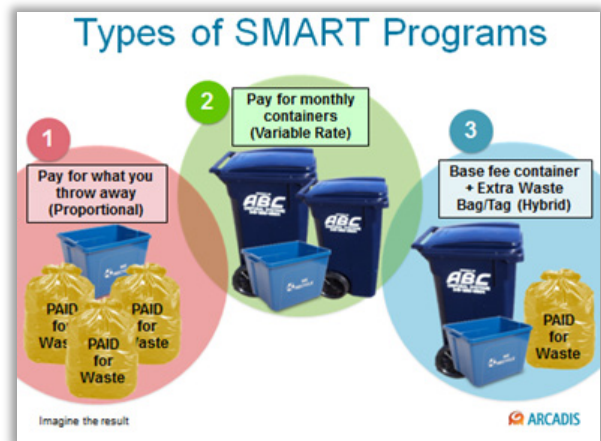 Types of SMART Programs
1
Pay for what you
throw away
(Proportional)
PAID
for
Waste
PAID
for
Waste
PAID
for
2
Pay for monthly
containers
(Variable Rate)
ABC
ABC
3
Base fee container
+ Extra Waste
Bag/Tag (Hybrid)
ABC
PAID
for
Waste
Imagine the result
ARCADIS